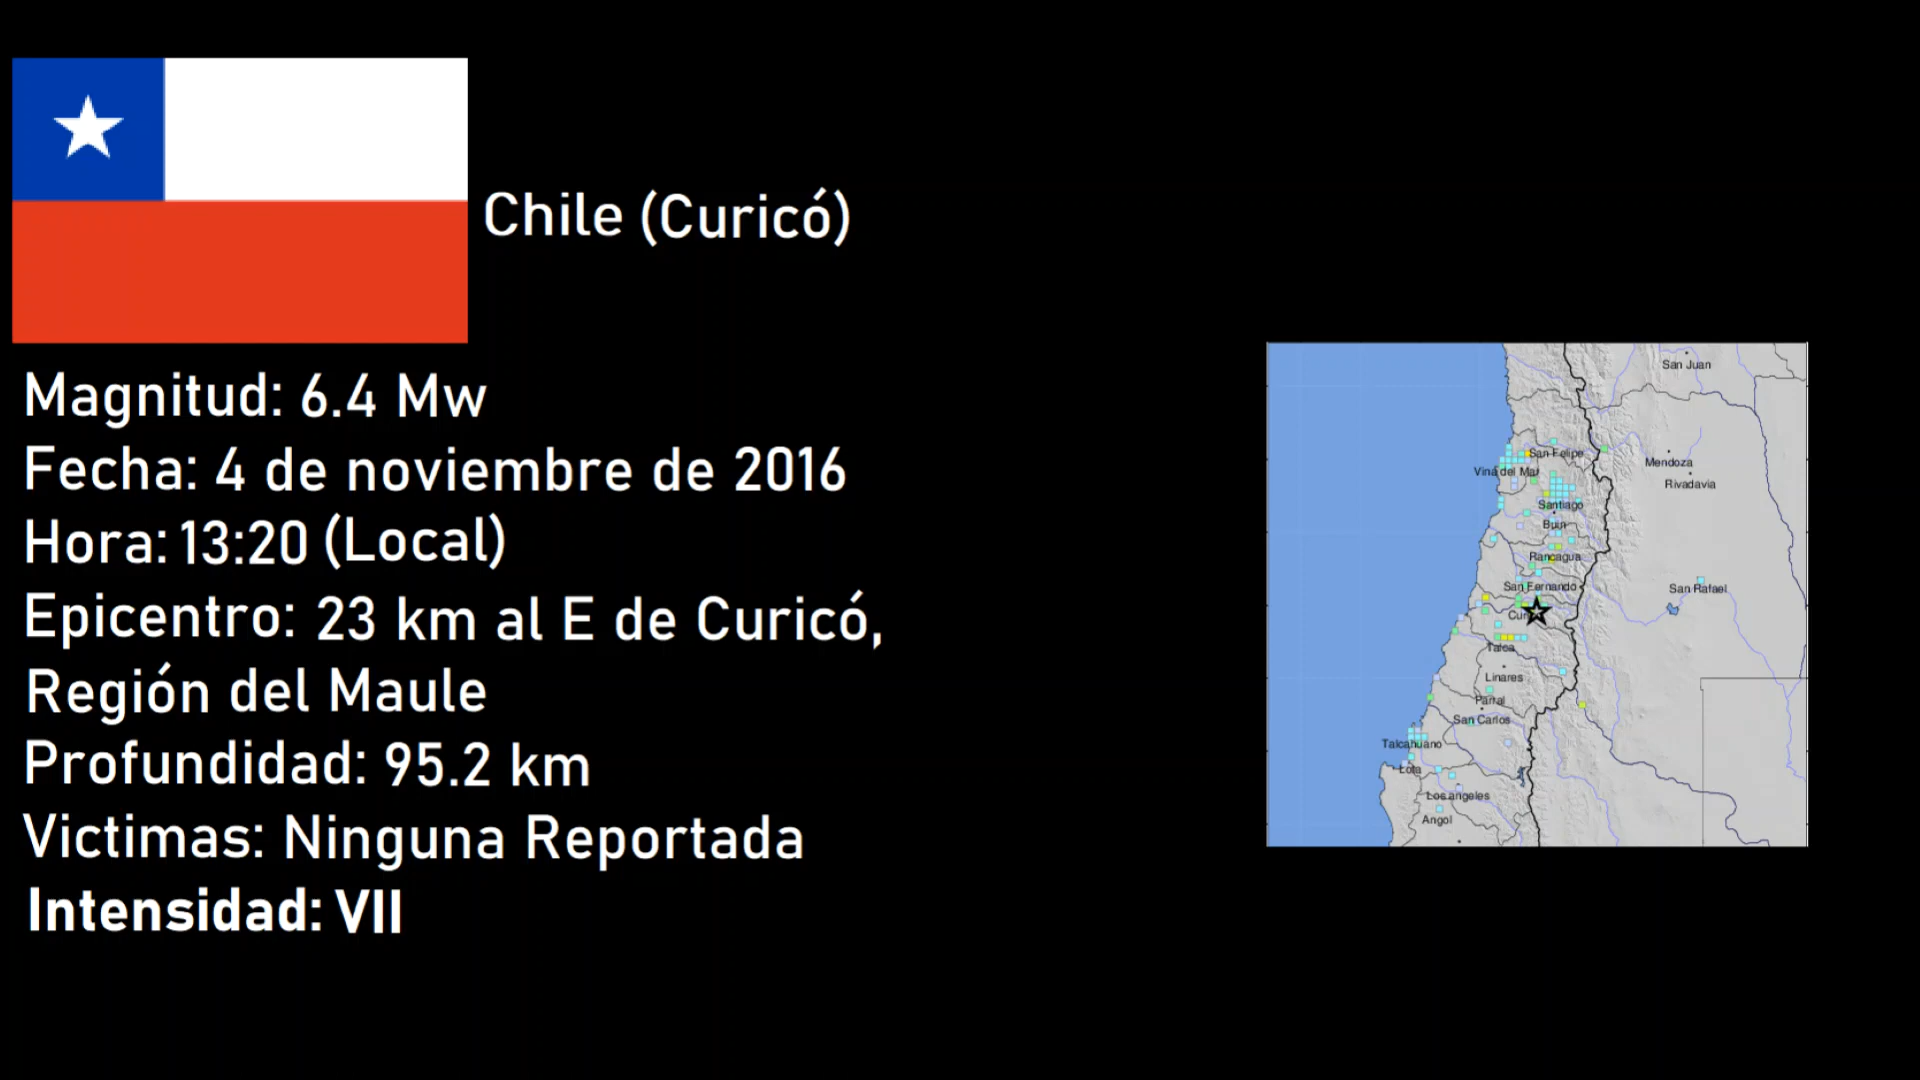 Chile (Curicó)
Magnitud: 6.4 Mw
Fecha: 4 de noviembre de 2016
Hora: 13:20 (Local)
Epicentro: 23 km al E de Curicó,
Región del Maule
Profundidad: 95.2 km
Victimas: Ninguna Reportada
Intensidad: VII
San Juan
San Felipe
Mendoza
Vina del Mar
Rivadavia
Santiago
Buin
Rancagua
San Fernando
San Rafael
Talca
Linares
Parral
San Carlos
Talcahuano
Lota
Los angeles
Angol